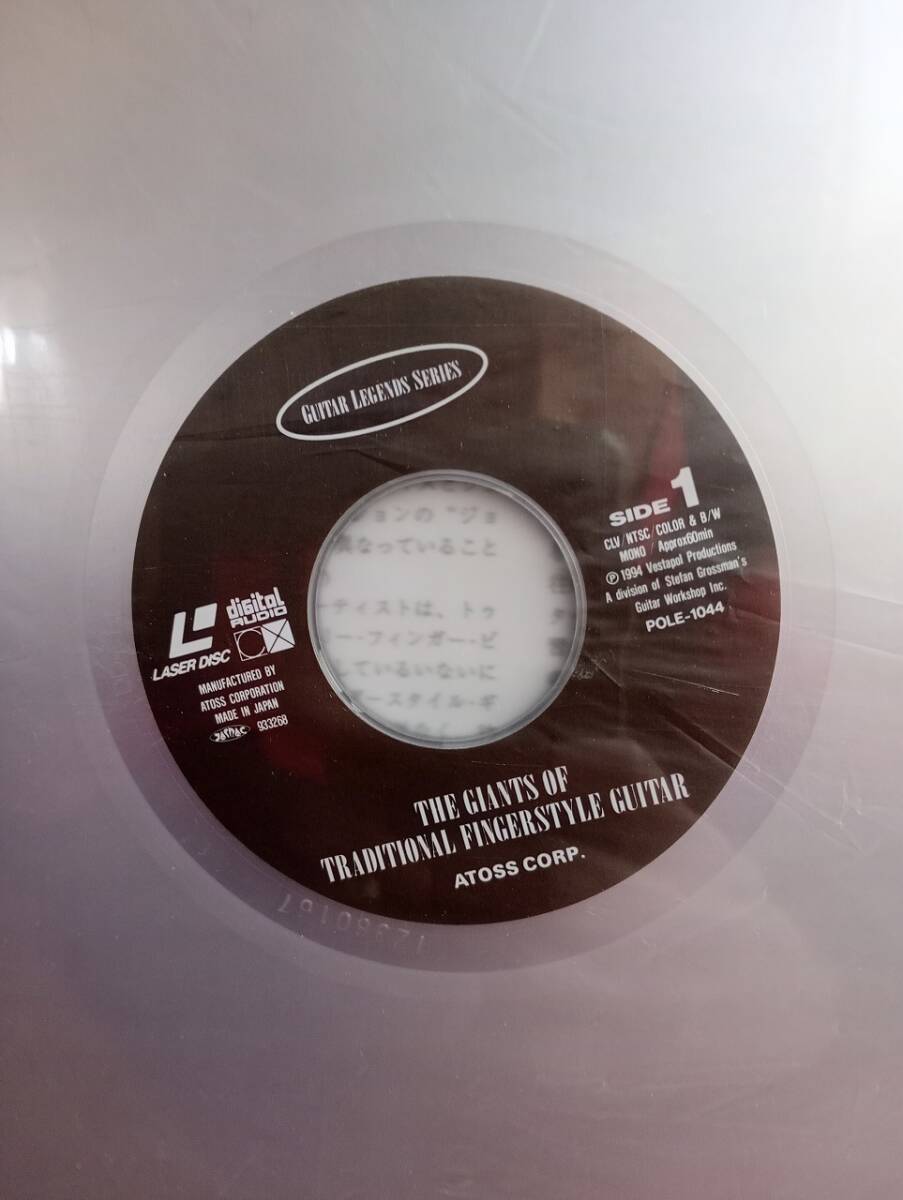 GUITAR LEGENDS SERIES
SIDE 1
CLV/NTSC/COLOR & B/W
MONO / Approx60min
Ⓟ 1994 Vestapol Productions
A division of Stefan Grossman's
Guitar Workshop Inc.
POLE-1044
LASER DISC
digital
AUDIO
CX
MANUFACTURED BY
ATOSS CORPORATION
MADE IN JAPAN
JASRAC 933268
ションの "ジョ
異なっていること
ーティストは、トゥ
リー・フィンガー・ピ
しているいないに
ースタイル・ギ
THE GIANTS OF
TRADITIONAL FINGERSTYLE GUITAR
ATOSS CORP.